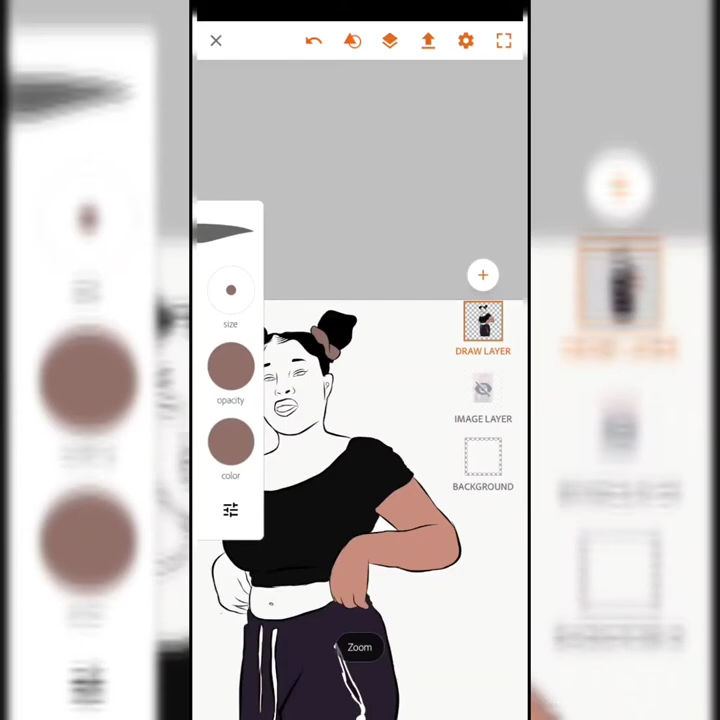 size
DRAW LAYER
opacity
IMAGE LAYER
color
BACKGROUND
Zoom